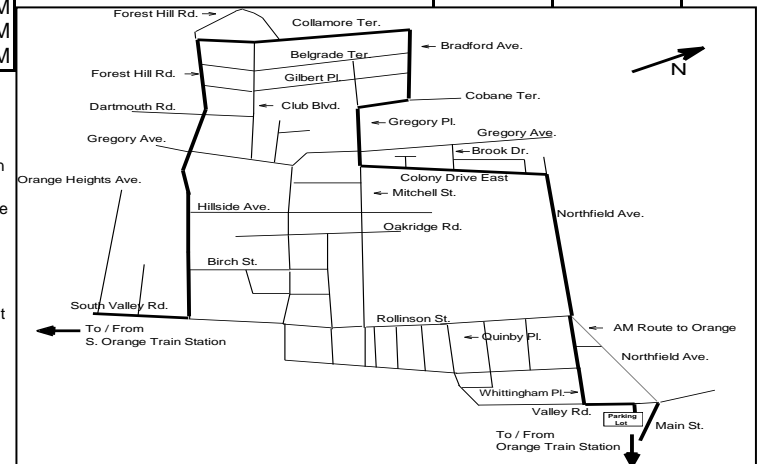 M
M
M
n
e
t
Forest Hill Rd.
Collamore Ter.
Bradford Ave.
Belgrade Ter.
N
Forest Hill Rd.
Gilbert Pl.
Cobane Ter.
Dartmouth Rd.
Club Blvd.
Gregory Pl.
Gregory Ave.
Gregory Ave.
Brook Dr.
Orange Heights Ave.
Colony Drive East
Mitchell St.
Hillside Ave.
Northfield Ave.
Oakridge Rd.
Birch St.
South Valley Rd.
Rollinson St.
To / From
S. Orange Train Station
AM Route to Orange
Quinby Pl.
Northfield Ave.
Whittingham Pl.
Valley Rd.
Parking
Lot
Main St.
To / From
Orange Train Station